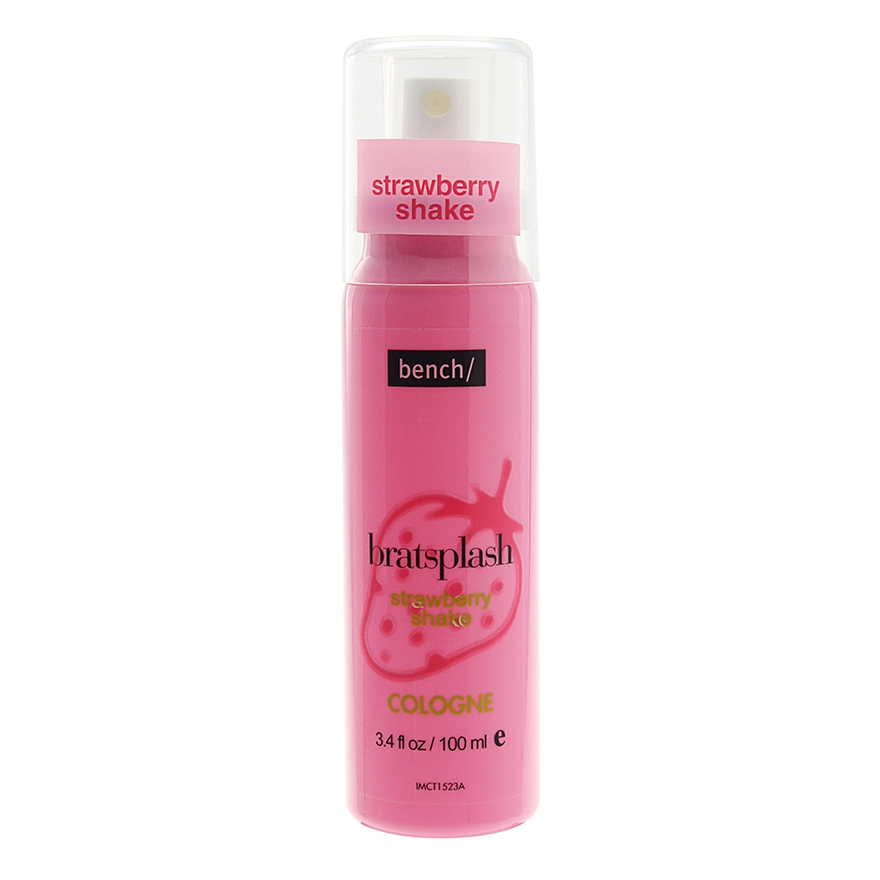 strawberry
shake
bench/
bratsplash
strawberry
shake
COLOGNE
3.4 fl oz / 100 ml e
IMCT1523A